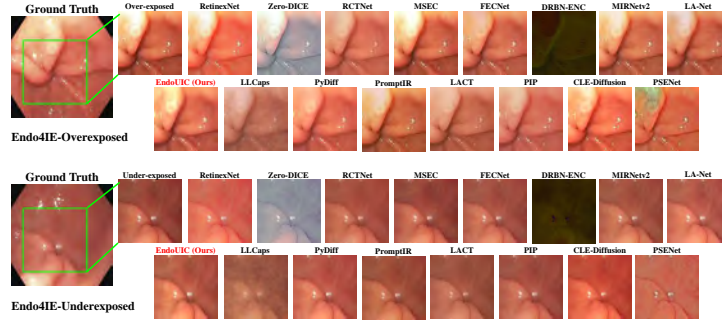 Ground Truth Over-exposed RetinexNet Zero-DICE RCTNet MSEC FECNet DRBN-ENC MIRNetv2 LA-Net
EndoUIC (Ours) LLCaps PyDiff PromptIR LACT PIP CLE-Diffusion PSENet
Endo4IE-Overexposed
Ground Truth Under-exposed RetinexNet Zero-DICE RCTNet MSEC FECNet DRBN-ENC MIRNetv2 LA-Net
EndoUIC (Ours) LLCaps PyDiff PromptIR LACT PIP CLE-Diffusion PSENet
Endo4IE-Underexposed